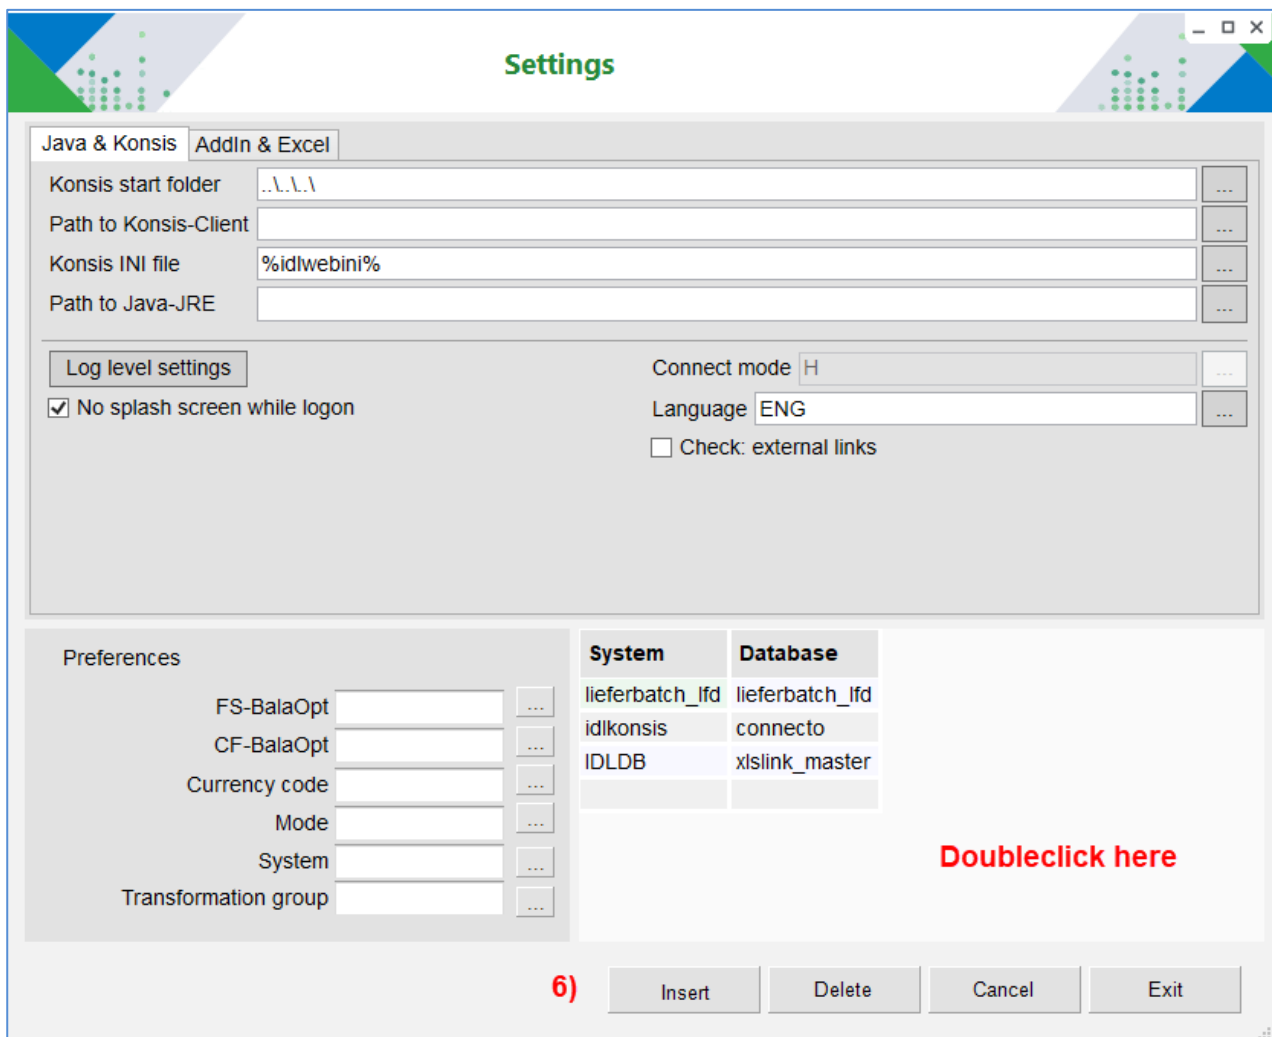 Settings
Java & Konsis AddIn & Excel
Konsis start folder ..\..\..\ ...
Path to Konsis-Client ...
Konsis INI file %idlwebini% ...
Path to Java-JRE ...
Log level settings Connect mode H ...
No splash screen while logon Language ENG ...
Check: external links
Preferences
FS-BalaOpt ...
CF-BalaOpt ...
Currency code ...
Mode ...
System ...
Transformation group ...
System Database
lieferbatch_lfd lieferbatch_lfd
idlkonsis connecto
IDLDB xlslink_master
Doubleclick here
6) Insert Delete Cancel Exit